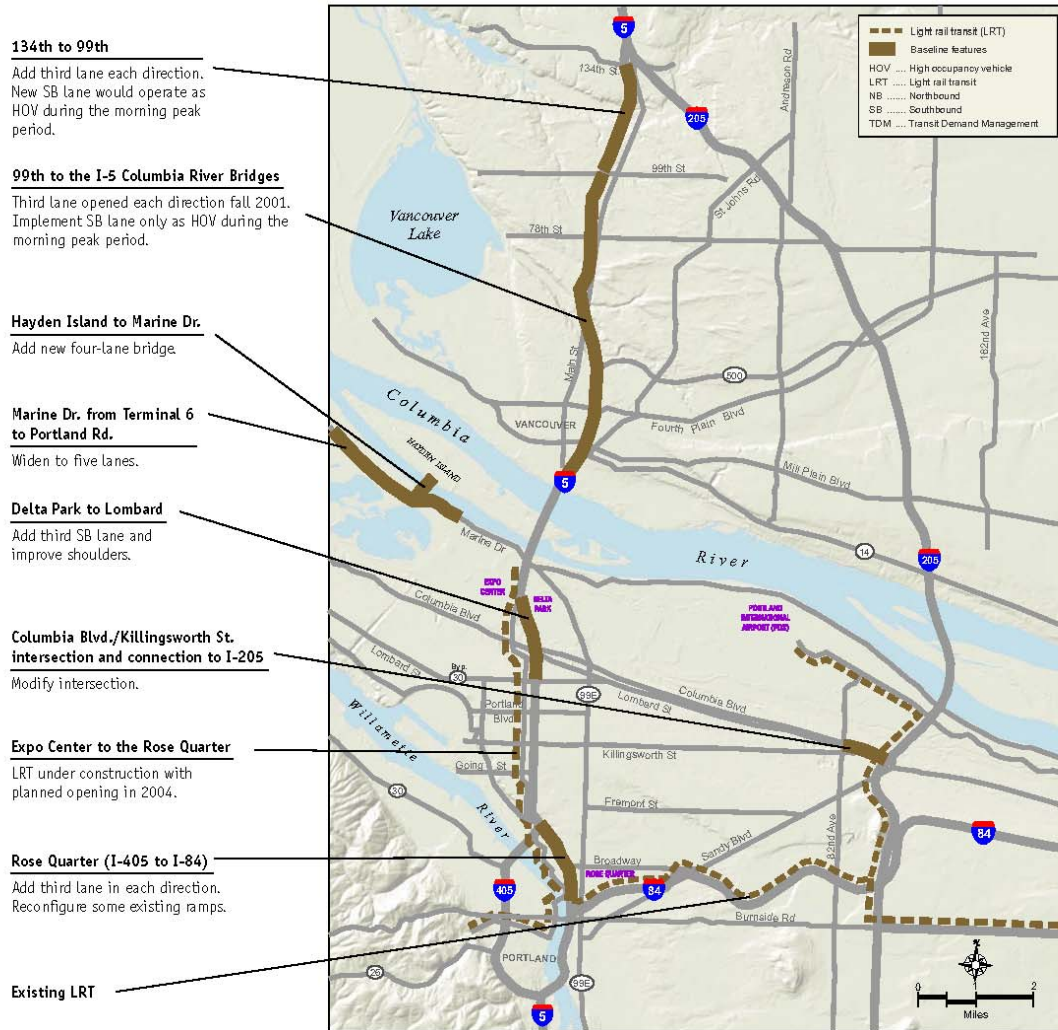 134th to 99th
Add third lane each direction.
New SB lane would operate as
HOV during the morning peak
period.
99th to the I-5 Columbia River Bridges
Third lane opened each direction fall 2001.
Implement SB lane only as HOV during the
morning peak period.
Hayden Island to Marine Dr.
Add new four-lane bridge.
Marine Dr. from Terminal 6
to Portland Rd.
Widen to five lanes.
Delta Park to Lombard
Add third SB lane and
improve shoulders.
Columbia Blvd./Killingsworth St.
intersection and connection to I-205
Modify intersection.
Expo Center to the Rose Quarter
LRT under construction with
planned opening in 2004.
Rose Quarter (I-405 to I-84)
Add third lane in each direction.
Reconfigure some existing ramps.
Existing LRT
Light rail transit (LRT)
Baseline features
HOV .... High occupancy vehicle
LRT ..... Light rail transit
NB ....... Northbound
SB ....... Southbound
TDM .... Transit Demand Management
5
134th St.
205
Andreson Rd
99th St
St Johns Rd
Vancouver
Lake
78th St
162nd Ave
Main St
500
Columbia
VANCOUVER
Fourth Plain Blvd
HAYDEN ISLAND
Mill Plain Blvd
5
Marine Dr
River
14
205
EXPO
CENTER
DELTA
PARK
PORTLAND
INTERNATIONAL
AIRPORT (PDX)
Columbia Blvd
Lombard St
Byp.
30
99E
Lombard St
Columbia Blvd
Portland
Blvd
Willamette
Killingsworth St
Going St
30
River
Fremont St
Sandy Blvd
82nd Ave
84
Broadway
ROSE QUARTER
405
84
Burnside Rd
PORTLAND
26
99E
5
N
0 1 2
Miles